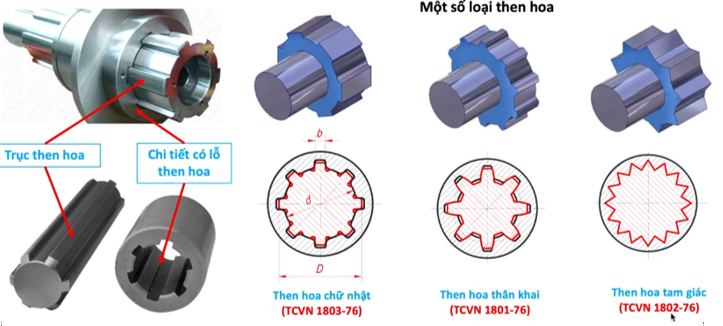 Một số loại then hoa
Trục then hoa
Chi tiết có lỗ
then hoa
b
d
D
Then hoa chữ nhật
(TCVN 1803-76)
Then hoa thân khai
(TCVN 1801-76)
Then hoa tam giác
(TCVN 1802-76)